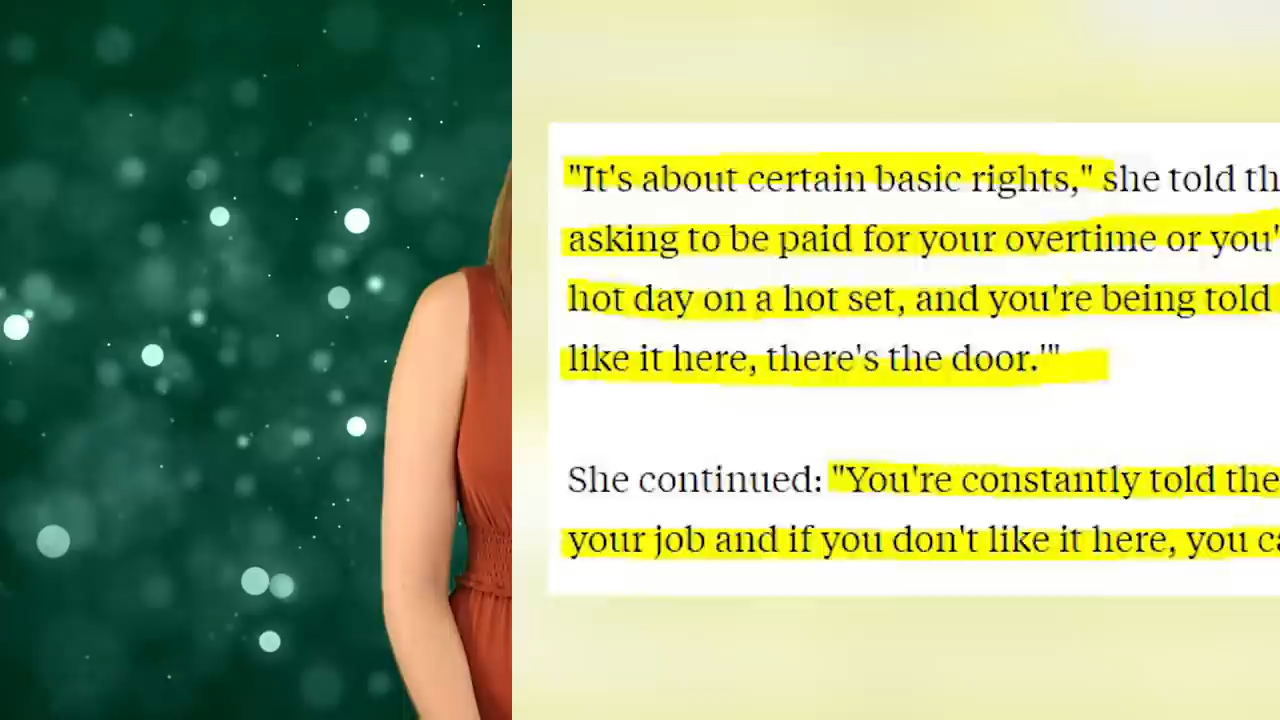 "It's about certain basic rights," she told th
asking to be paid for your overtime or you'
hot day on a hot set, and you're being told
like it here, there's the door.'"
She continued: "You're constantly told the
your job and if you don't like it here, you ca